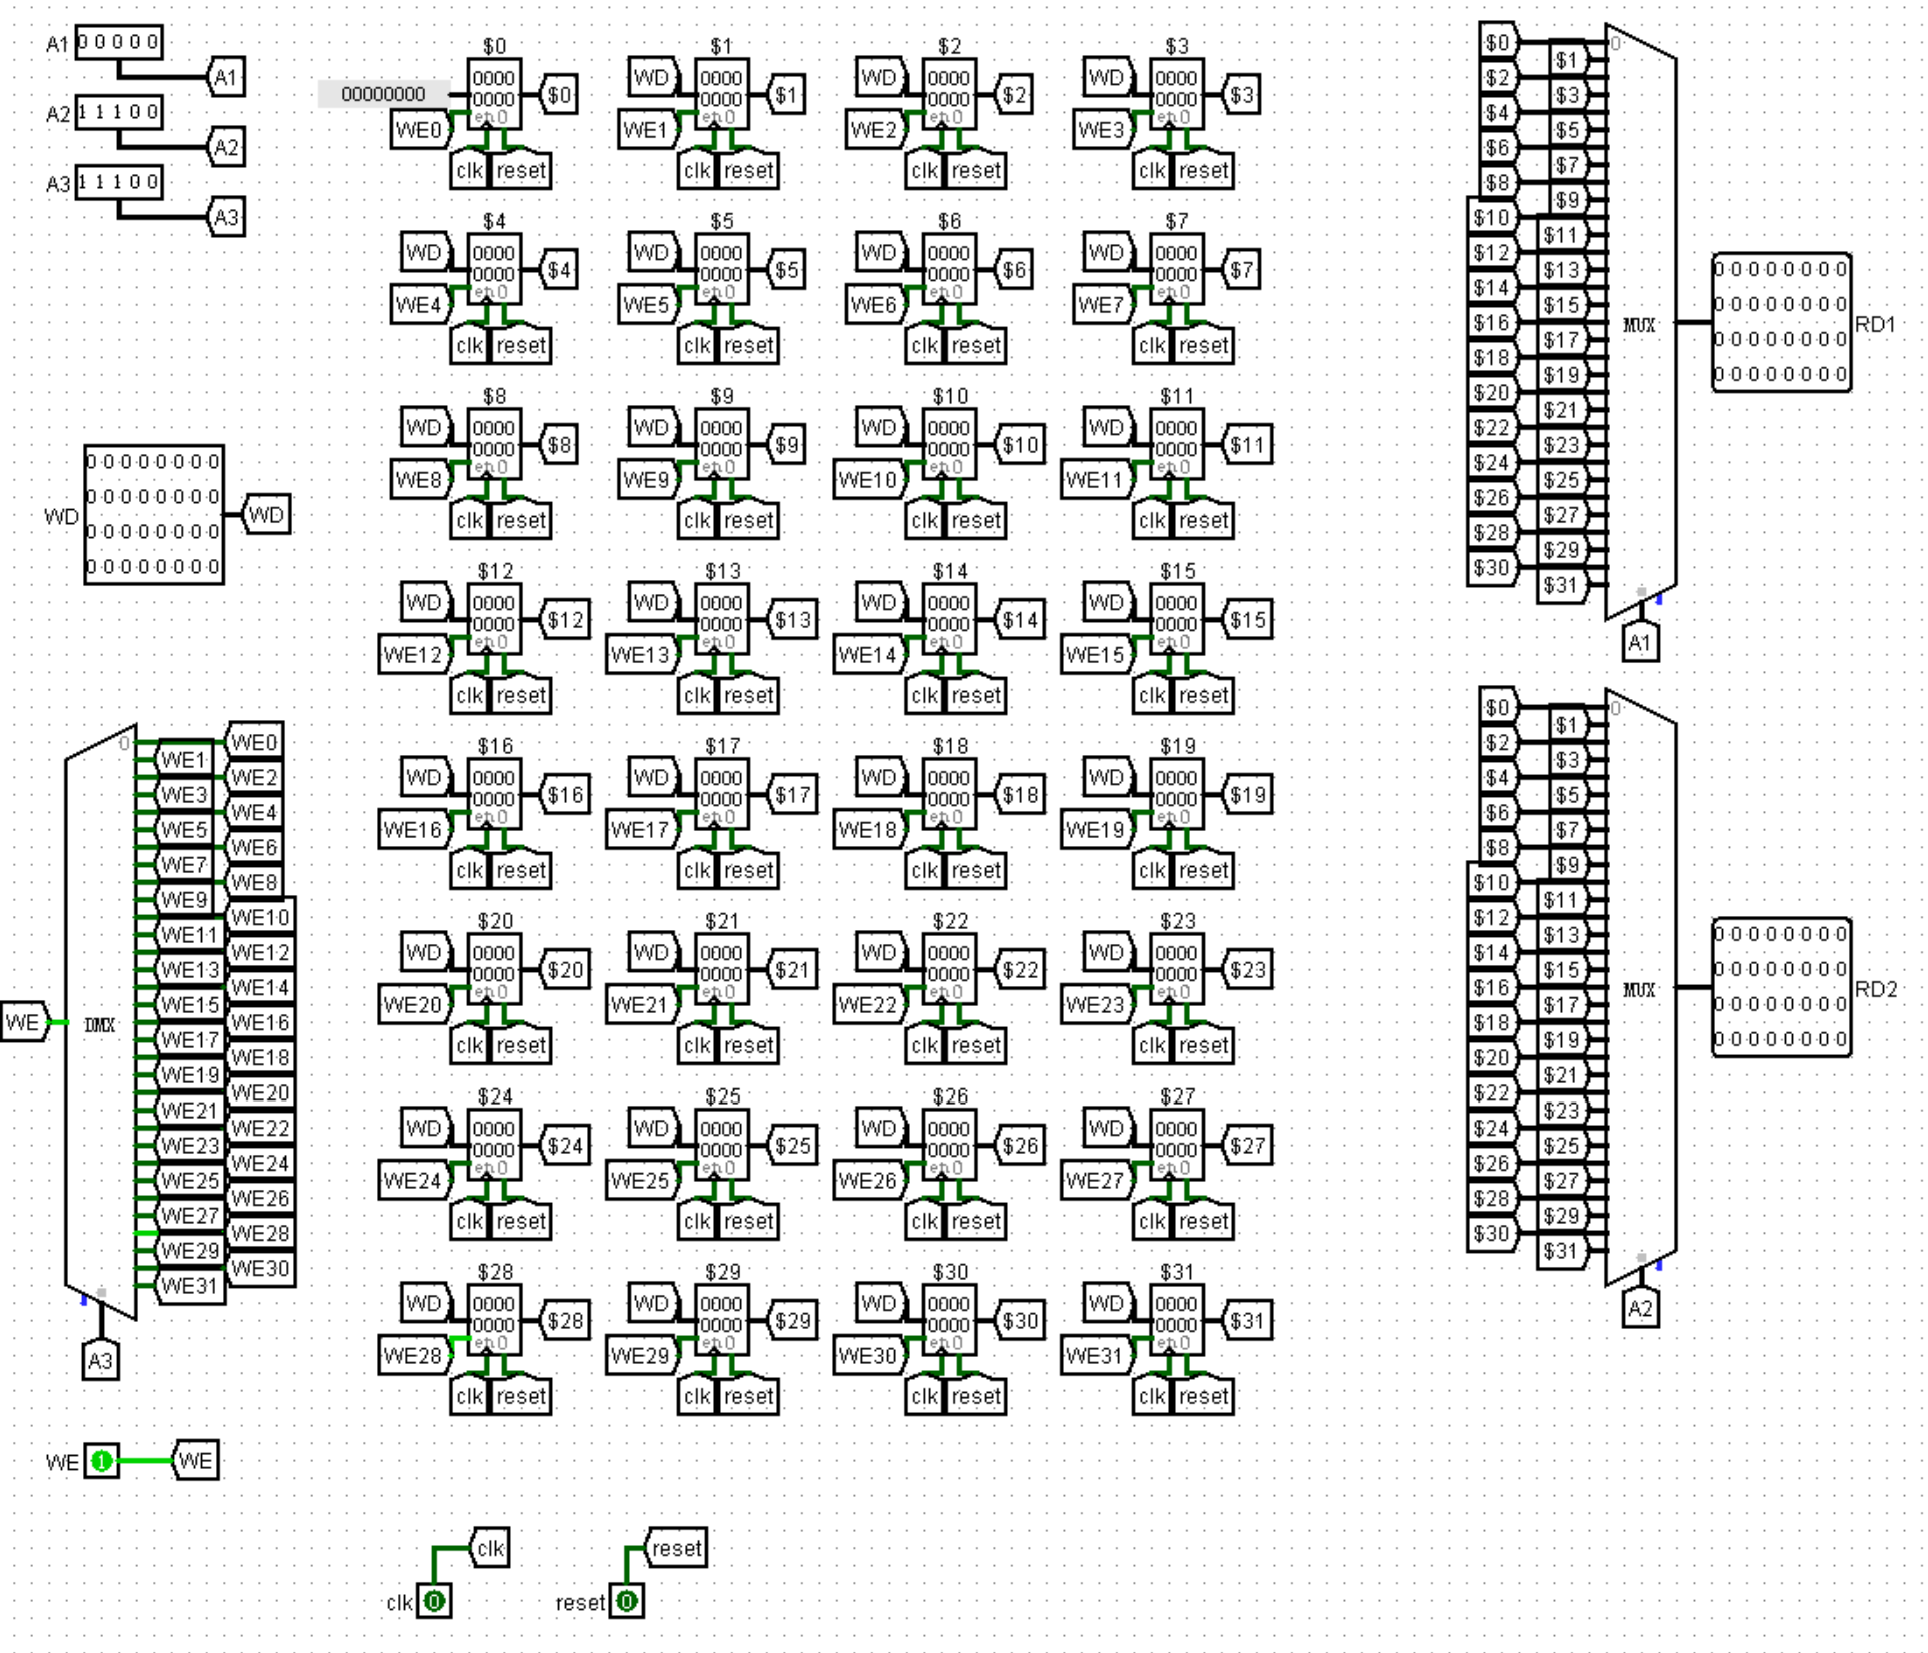 A1 0 0 0 0 0
A1
A2 1 1 1 0 0
A2
A3 1 1 1 0 0
A3
WD
0 0 0 0 0 0 0 0
0 0 0 0 0 0 0 0
0 0 0 0 0 0 0 0
0 0 0 0 0 0 0 0
WD
0
WE0
WE1
WE2
WE3
WE4
WE5
WE6
WE7
WE8
WE9
WE10
WE11
WE12
WE13
WE14
WE15
WE16
WE17
WE18
WE19
WE20
WE21
WE22
WE23
WE24
WE25
WE26
WE27
WE28
WE29
WE30
WE31
WE
DMX
A3
WE 1 WE
$0 $1 $2 $3
0000 WD 0000 WD 0000 WD 0000
00000000 0000 $0 0000 $1 0000 $2 0000 $3
WE0 en 0 WE1 en 0 WE2 en 0 WE3 en 0
clk reset clk reset clk reset clk reset
$4 $5 $6 $7
WD 0000 WD 0000 WD 0000 WD 0000
0000 $4 0000 $5 0000 $6 0000 $7
WE4 en 0 WE5 en 0 WE6 en 0 WE7 en 0
clk reset clk reset clk reset clk reset
$8 $9 $10 $11
WD 0000 WD 0000 WD 0000 WD 0000
0000 $8 0000 $9 0000 $10 0000 $11
WE8 en 0 WE9 en 0 WE10 en 0 WE11 en 0
clk reset clk reset clk reset clk reset
$12 $13 $14 $15
WD 0000 WD 0000 WD 0000 WD 0000
0000 $12 0000 $13 0000 $14 0000 $15
WE12 en 0 WE13 en 0 WE14 en 0 WE15 en 0
clk reset clk reset clk reset clk reset
$16 $17 $18 $19
WD 0000 WD 0000 WD 0000 WD 0000
0000 $16 0000 $17 0000 $18 0000 $19
WE16 en 0 WE17 en 0 WE18 en 0 WE19 en 0
clk reset clk reset clk reset clk reset
$20 $21 $22 $23
WD 0000 WD 0000 WD 0000 WD 0000
0000 $20 0000 $21 0000 $22 0000 $23
WE20 en 0 WE21 en 0 WE22 en 0 WE23 en 0
clk reset clk reset clk reset clk reset
$24 $25 $26 $27
WD 0000 WD 0000 WD 0000 WD 0000
0000 $24 0000 $25 0000 $26 0000 $27
WE24 en 0 WE25 en 0 WE26 en 0 WE27 en 0
clk reset clk reset clk reset clk reset
$28 $29 $30 $31
WD 0000 WD 0000 WD 0000 WD 0000
0000 $28 0000 $29 0000 $30 0000 $31
WE28 en 0 WE29 en 0 WE30 en 0 WE31 en 0
clk reset clk reset clk reset clk reset
clk
clk 0
reset
reset 0
$0
0
$1
$2
$3
$4
$5
$6
$7
$8
$9
$10
$11
$12
$13
$14
$15
$16
$17
$18
$19
$20
$21
$22
$23
$24
$25
$26
$27
$28
$29
$30
$31
MUX
A1
0 0 0 0 0 0 0 0
0 0 0 0 0 0 0 0
0 0 0 0 0 0 0 0
0 0 0 0 0 0 0 0
RD1
$0
0
$1
$2
$3
$4
$5
$6
$7
$8
$9
$10
$11
$12
$13
$14
$15
$16
$17
$18
$19
$20
$21
$22
$23
$24
$25
$26
$27
$28
$29
$30
$31
MUX
A2
0 0 0 0 0 0 0 0
0 0 0 0 0 0 0 0
0 0 0 0 0 0 0 0
0 0 0 0 0 0 0 0
RD2